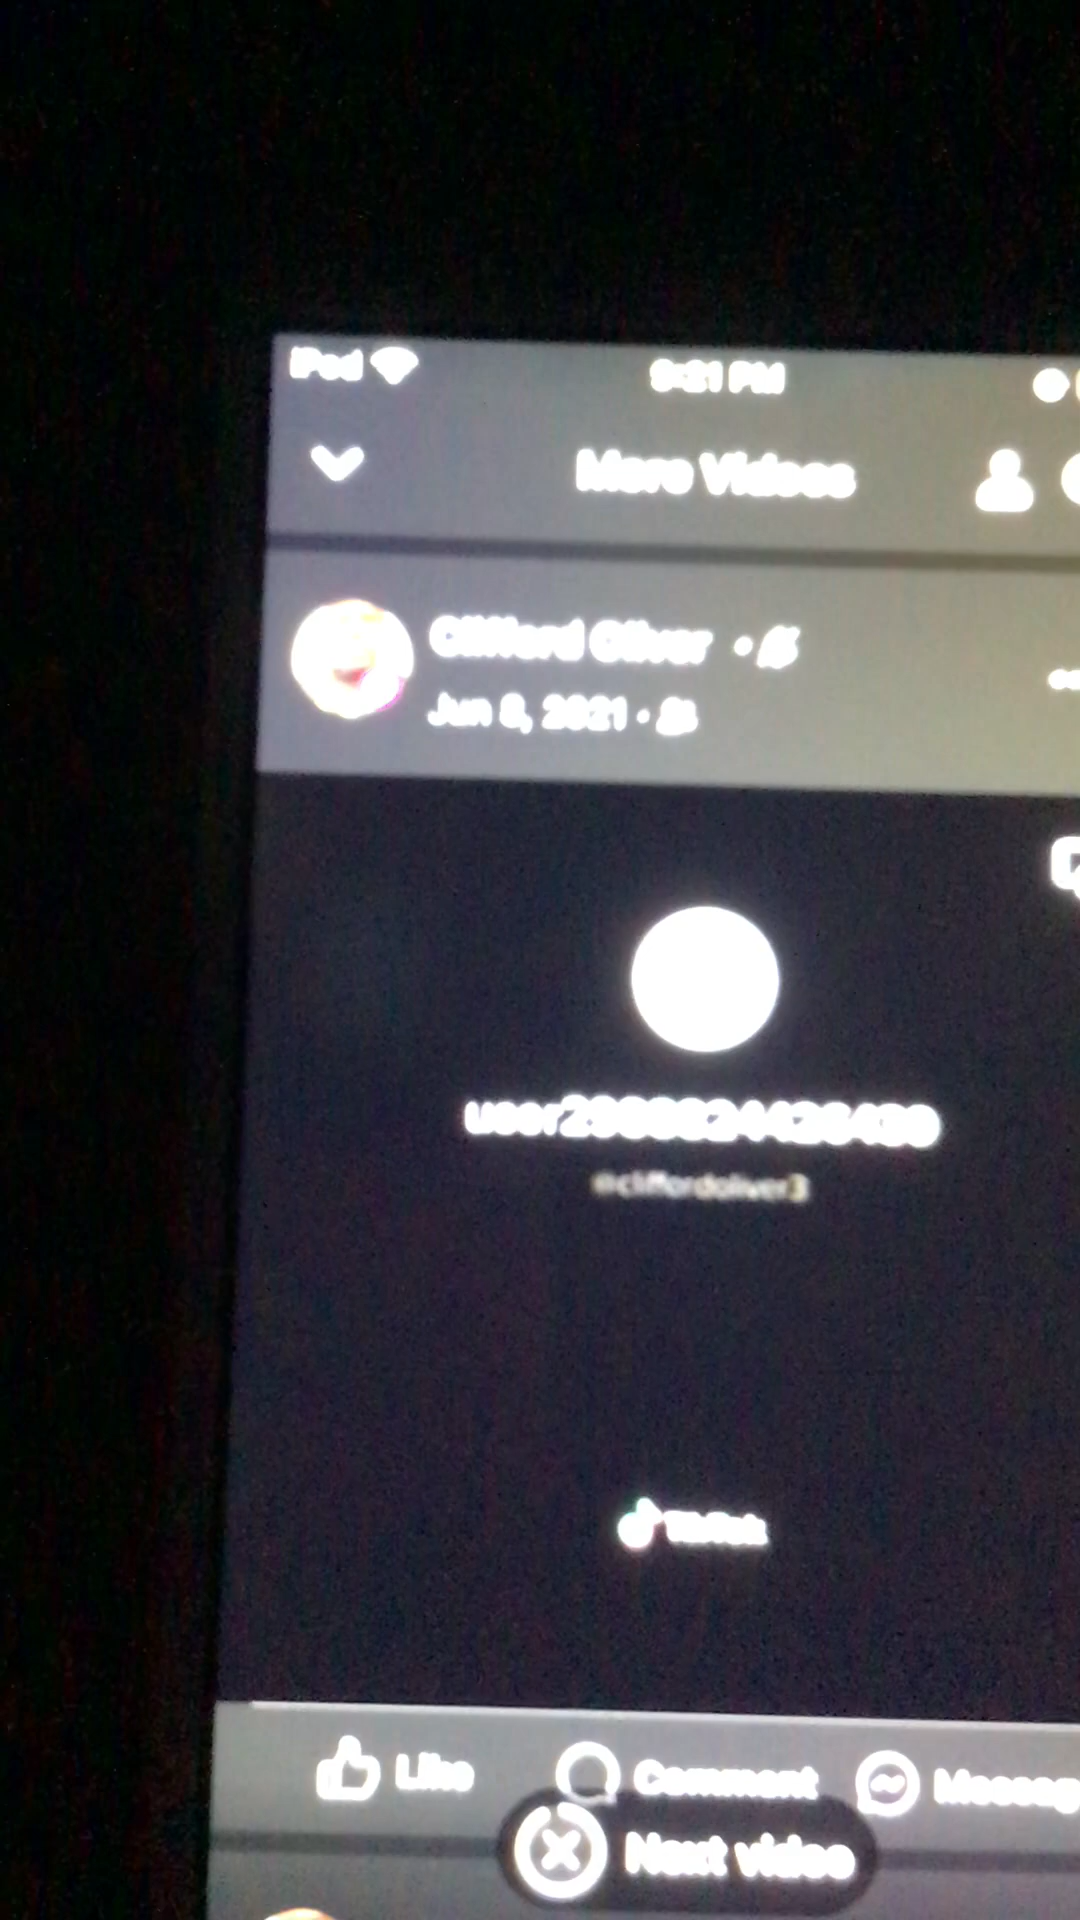 iPod
9:21 PM
More Videos
Clifford Oliver
Jun 8, 2021
@cliffordoliver3
TikTok
Like
Comment
Next video